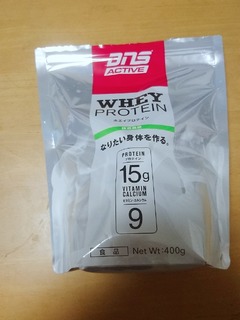 BNS
ACTIVE
WHEY
PROTEIN
ホエイプロテイン
なりたい身体を作る。
PROTEIN
15g
VITAMIN
CALCIUM
9
食品
Net Wt:400g